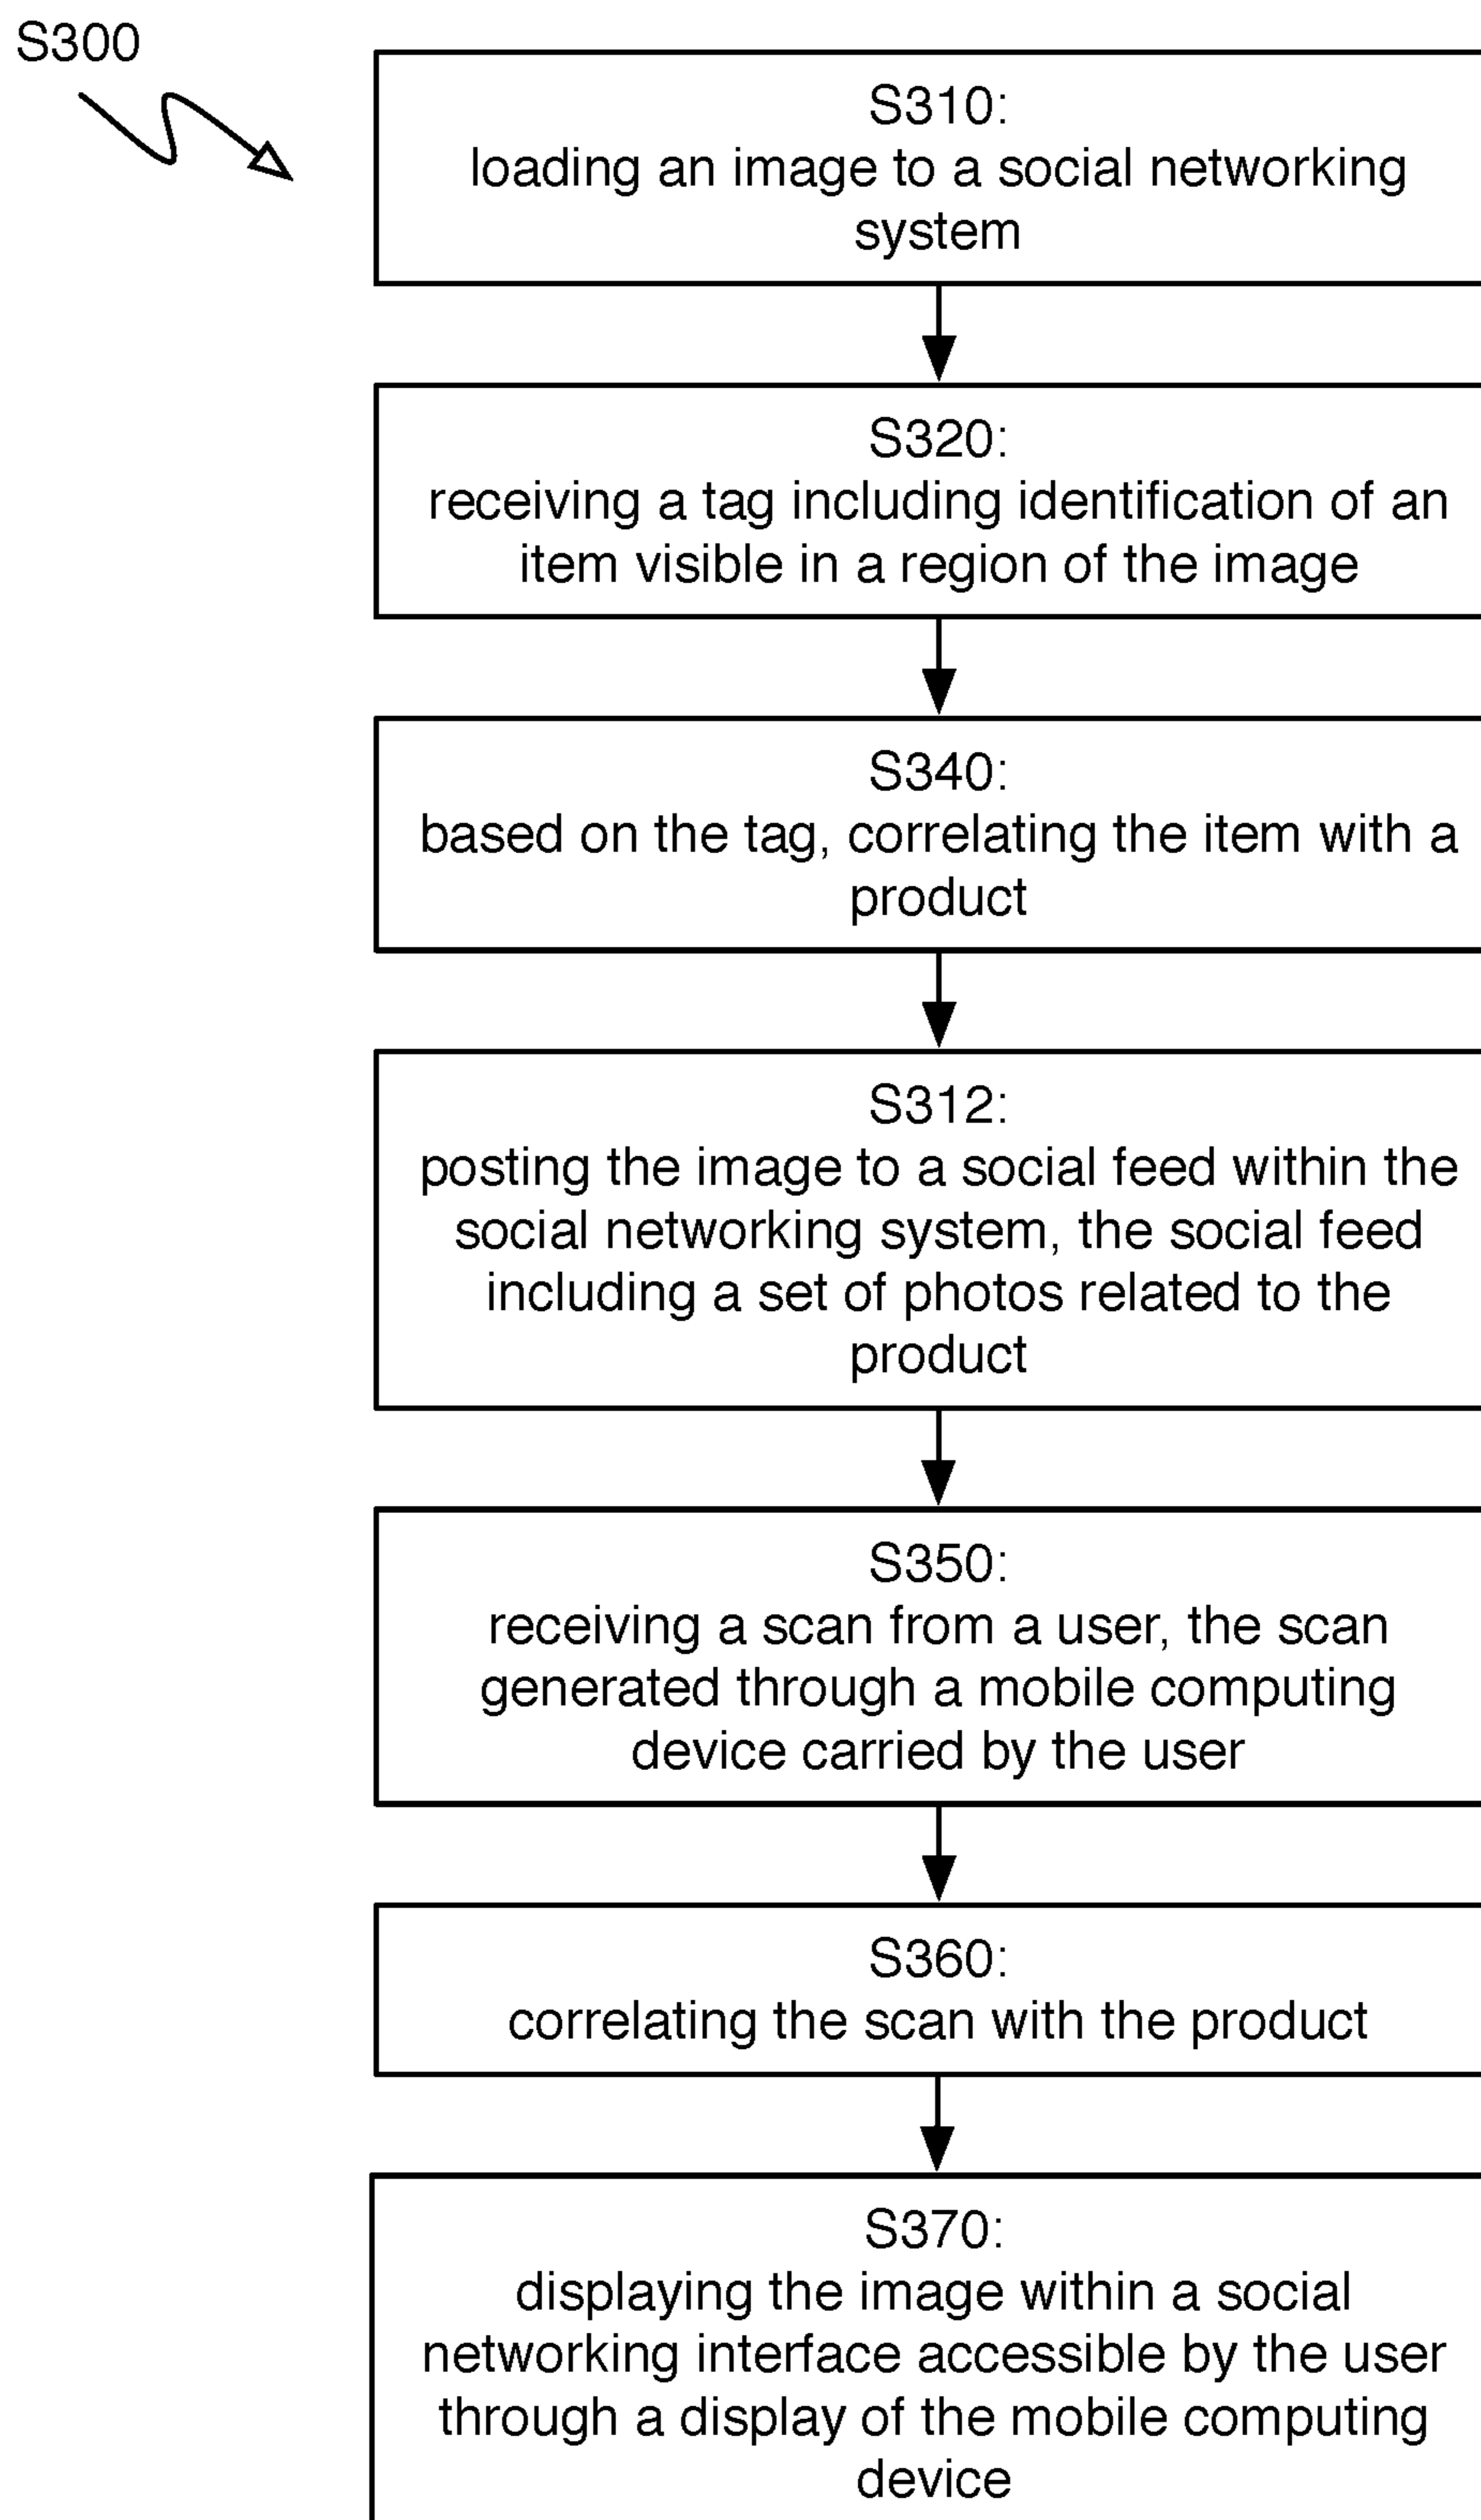 S300
S310:
loading an image to a social networking
system
S320:
receiving a tag including identification of an
item visible in a region of the image
S340:
based on the tag, correlating the item with a
product
S312:
posting the image to a social feed within the
social networking system, the social feed
including a set of photos related to the
product
S350:
receiving a scan from a user, the scan
generated through a mobile computing
device carried by the user
S360:
correlating the scan with the product
S370:
displaying the image within a social
networking interface accessible by the user
through a display of the mobile computing
device